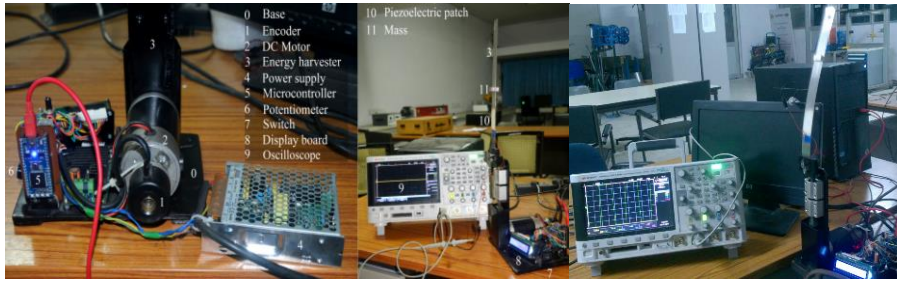 0 Base
1 Encoder
2 DC Motor
3 Energy harvester
4 Power supply
5 Microcontroller
6 Potentiometer
7 Switch
8 Display board
9 Oscilloscope
3
2
1
0
6
5
1
4
10 Piezoelectric patch
11 Mass
3
11
10
9
8
7